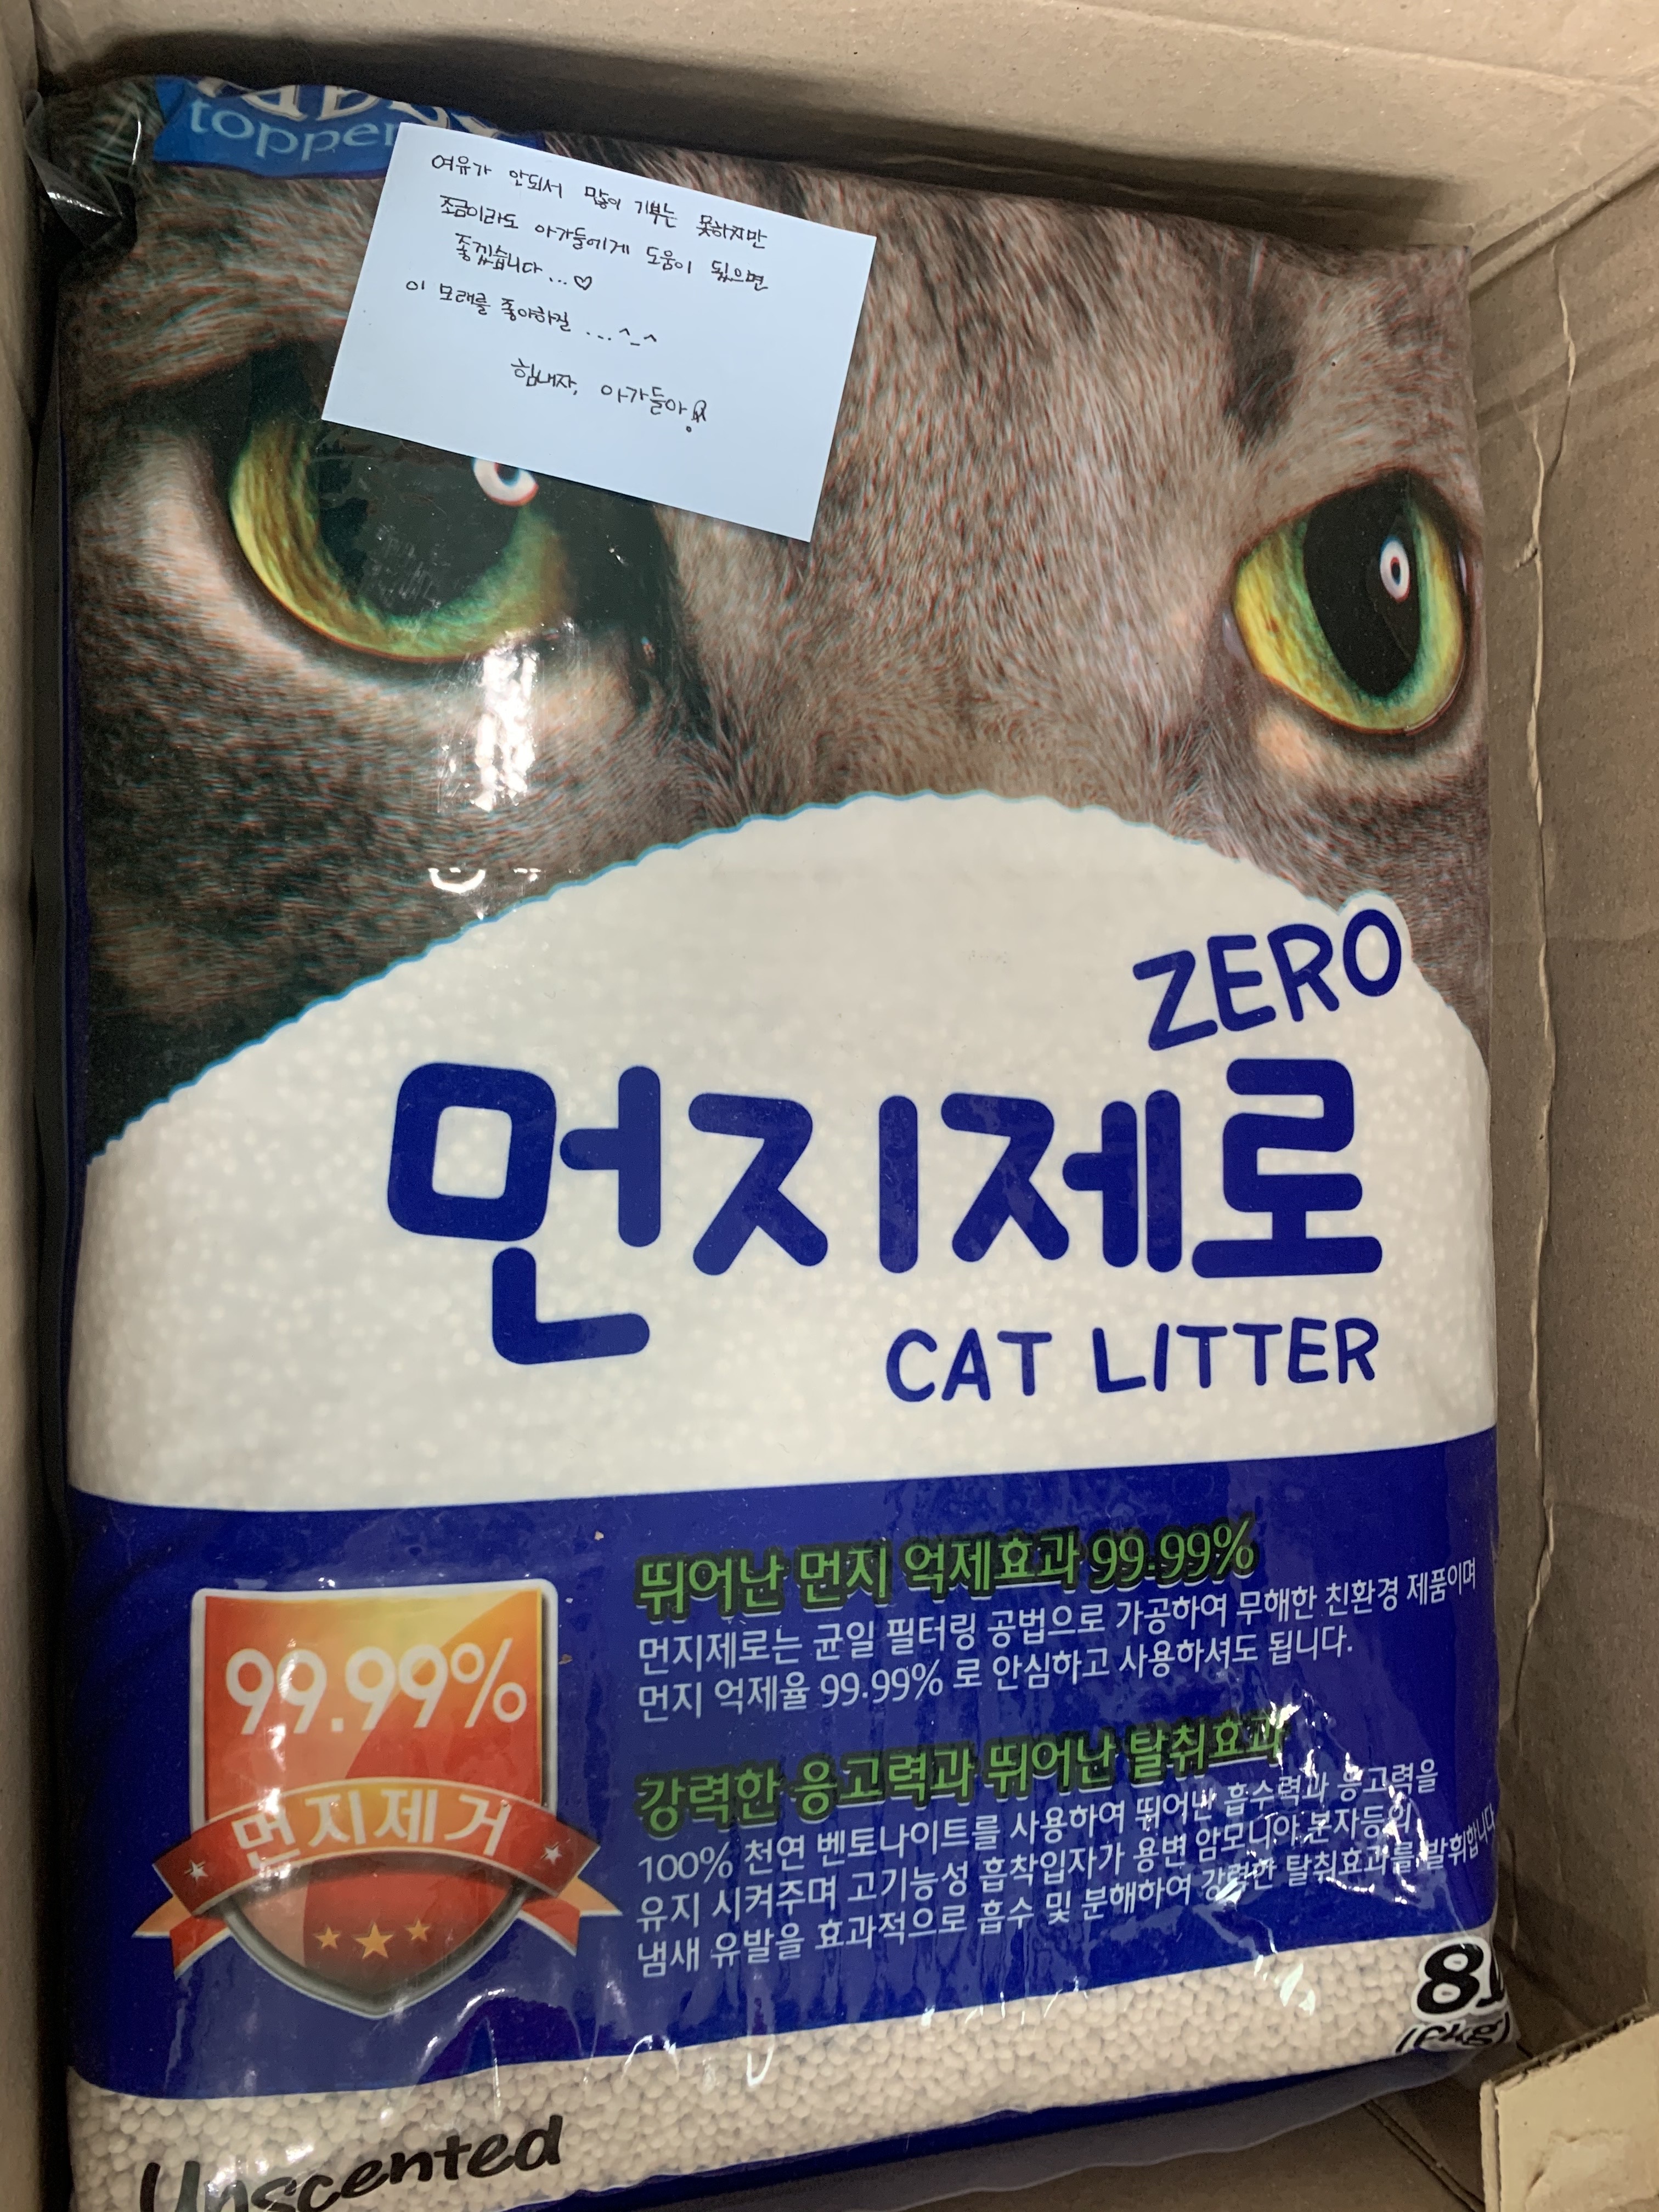 topper
여유가 안되서 많이 기부는 못하지만
조금이라도 아가들에게 도움이 됬으면
좋겠습니다...♡
이 모래를 좋아하길 ...^_^
힘내자, 아가들아!
ZERO
먼지제로
CAT LITTER
뛰어난 먼지 억제효과 99.99%
먼지제로는 균일 필터링 공법으로 가공하여 무해한 친환경 제품이며
먼지 억제율 99.99% 로 안심하고 사용하셔도 됩니다.
99.99%
먼지제거
강력한 응고력과 뛰어난 탈취효과
100% 천연 벤토나이트를 사용하여 뛰어난 흡수력과 응고력을
유지 시켜주며 고기능성 흡착입자가 용변 암모니아 분자등의
냄새 유발을 효과적으로 흡수 및 분해하여 강력한 탈취효과를 발휘합니다
Unscented